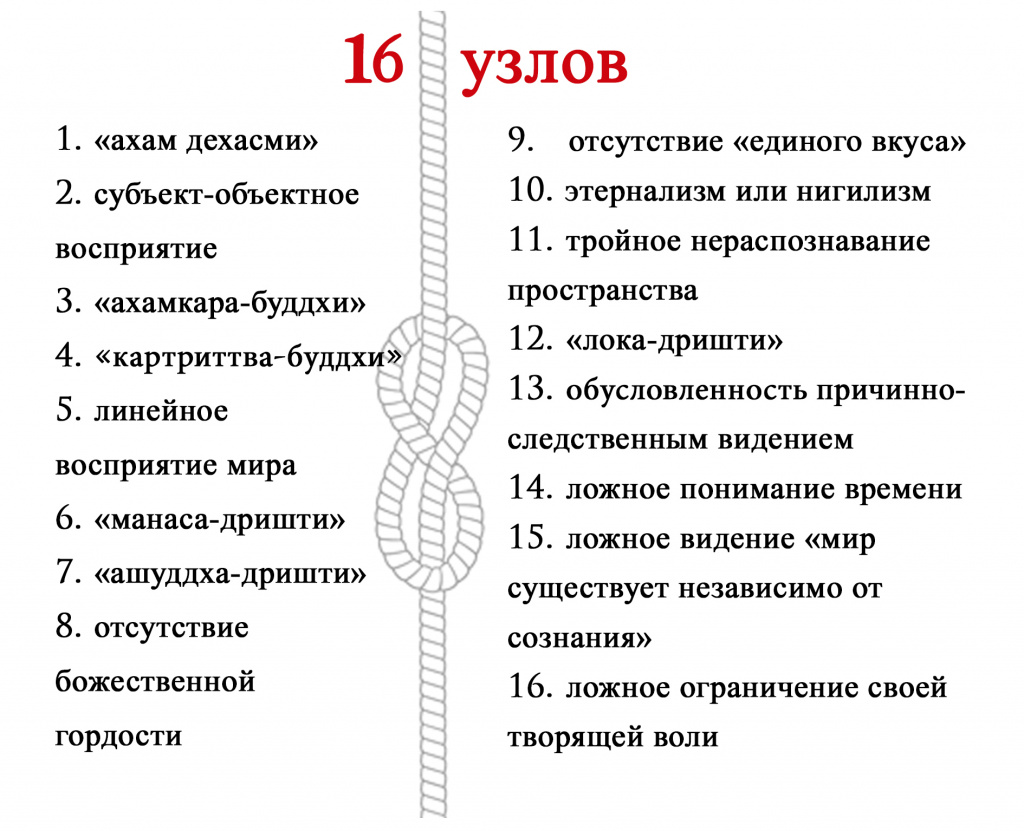 16 узлов
1. «ахам дехасми»
2. субъект-объектное
восприятие
3. «ахамкара-буддхи»
4. «картриттва-буддхи»
5. линейное
восприятие мира
6. «манаса-дришти»
7. «ашуддха-дришти»
8. отсутствие
божественной
гордости
9. отсутствие «единого вкуса»
10. этернализм или нигилизм
11. тройное нераспознавание
пространства
12. «лока-дришти»
13. обусловленность причинно-
следственным видением
14. ложное понимание времени
15. ложное видение «мир
существует независимо от
сознания»
16. ложное ограничение своей
творящей воли